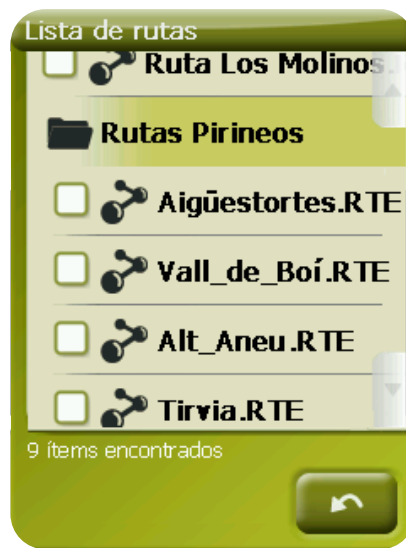 Lista de rutas
Ruta Los Molinos.
Rutas Pirineos
Aigüestortes.RTE
Vall_de_Boí.RTE
Alt_Aneu.RTE
Tirvia.RTE
9 ítems encontrados